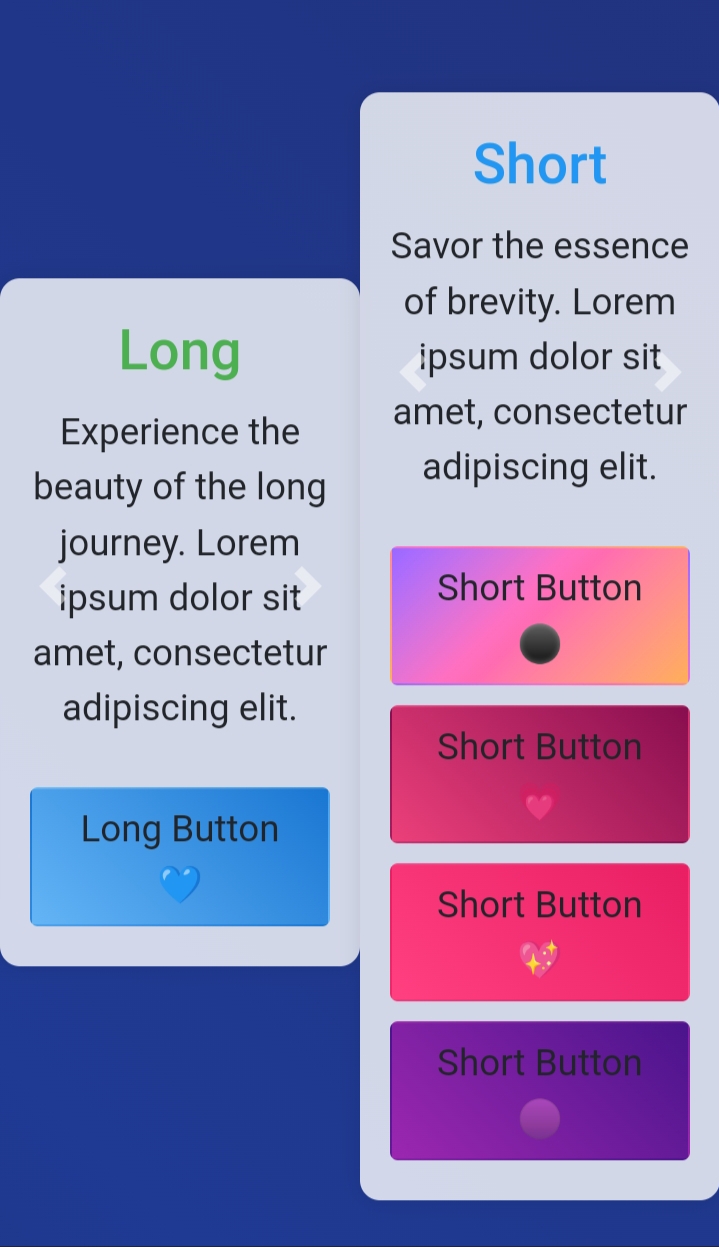 Long
Experience the
beauty of the long
journey. Lorem
ipsum dolor sit
amet, consectetur
adipiscing elit.
Long Button
💙
Short
Savor the essence
of brevity. Lorem
ipsum dolor sit
amet, consectetur
adipiscing elit.
Short Button
⚫
Short Button
💗
Short Button
💖
Short Button
🟣